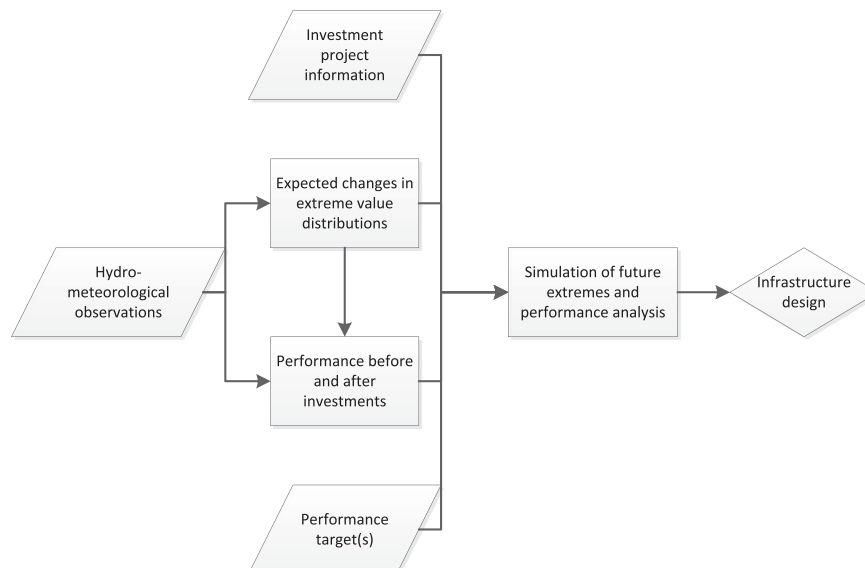 Investment
project
information
Expected changes in
extreme value
distributions
Hydro-
meteorological
observations
Simulation of future
extremes and
performance analysis
Infrastructure
design
Performance before
and after
investments
Performance
target(s)